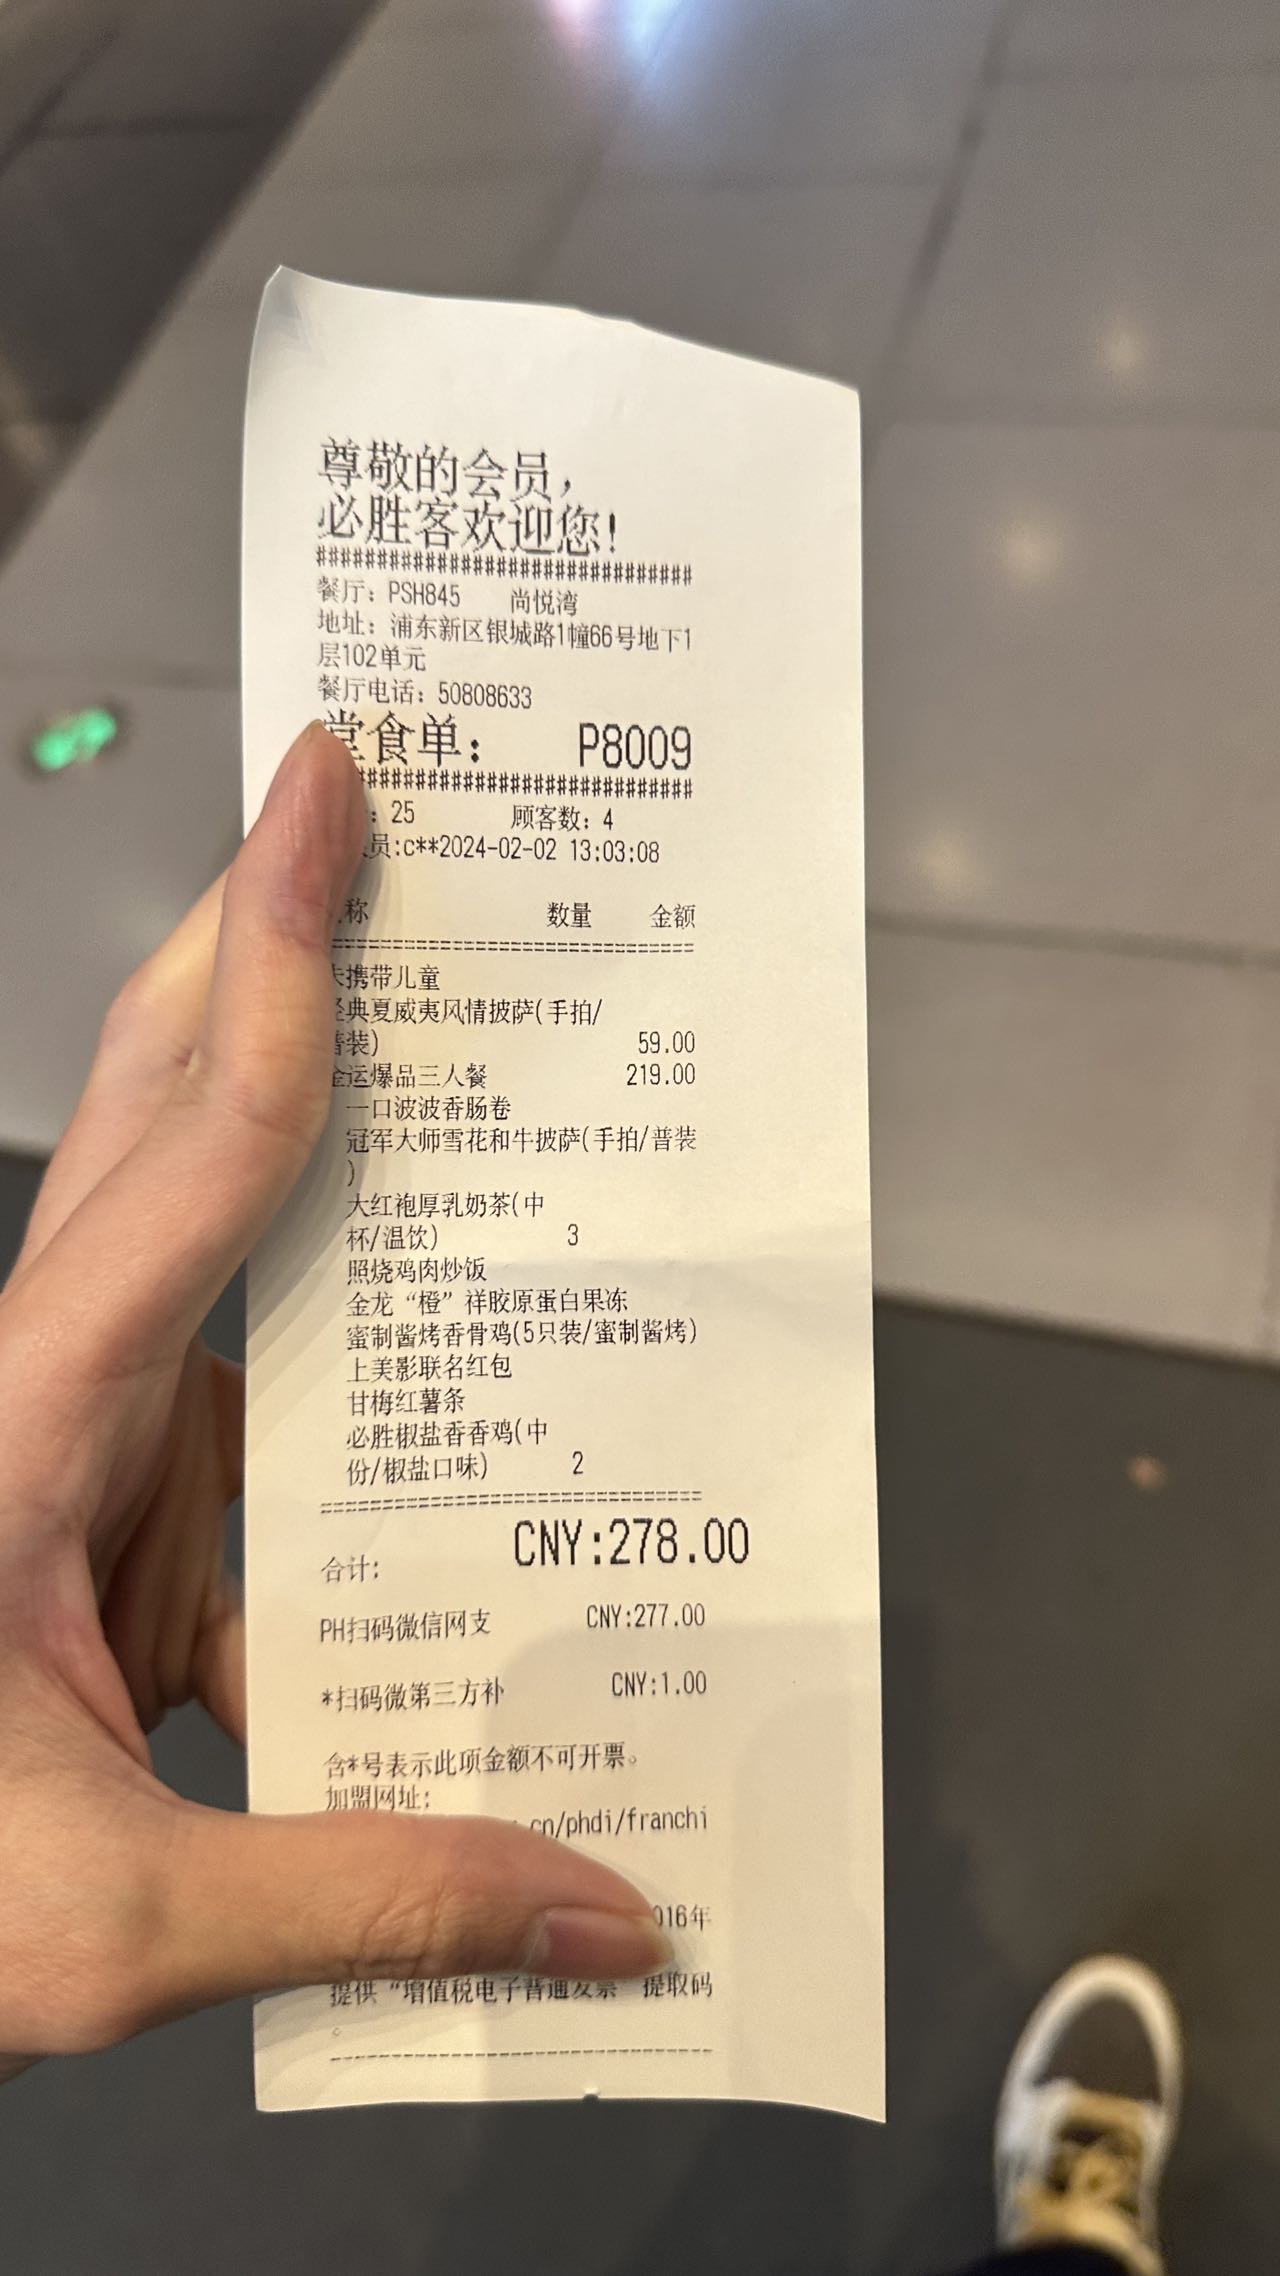 尊敬的会员,
必胜客欢迎您!
################################
餐厅: PSH845 尚悦湾
地址: 浦东新区银城路1幢66号地下1
层102单元
餐厅电话: 50808633
堂食单: P8009
############################
: 25 顾客数: 4
员:c**2024-02-02 13:03:08
称 数量 金额
===============================
未携带儿童
经典夏威夷风情披萨(手拍/
普装) 59.00
金运爆品三人餐 219.00
一口波波香肠卷
冠军大师雪花和牛披萨(手拍/普装
)
大红袍厚乳奶茶(中
杯/温饮) 3
照烧鸡肉炒饭
金龙“橙”祥胶原蛋白果冻
蜜制酱烤香骨鸡(5只装/蜜制酱烤)
上美影联名红包
甘梅红薯条
必胜椒盐香香鸡(中
份/椒盐口味) 2
================================
合计: CNY:278.00
PH扫码微信网支 CNY:277.00
*扫码微第三方补 CNY:1.00
含*号表示此项金额不可开票。
加盟网址:
cn/phdi/franchi
016年
提供“增值税电子普通发票”提取码
。
--------------------------------